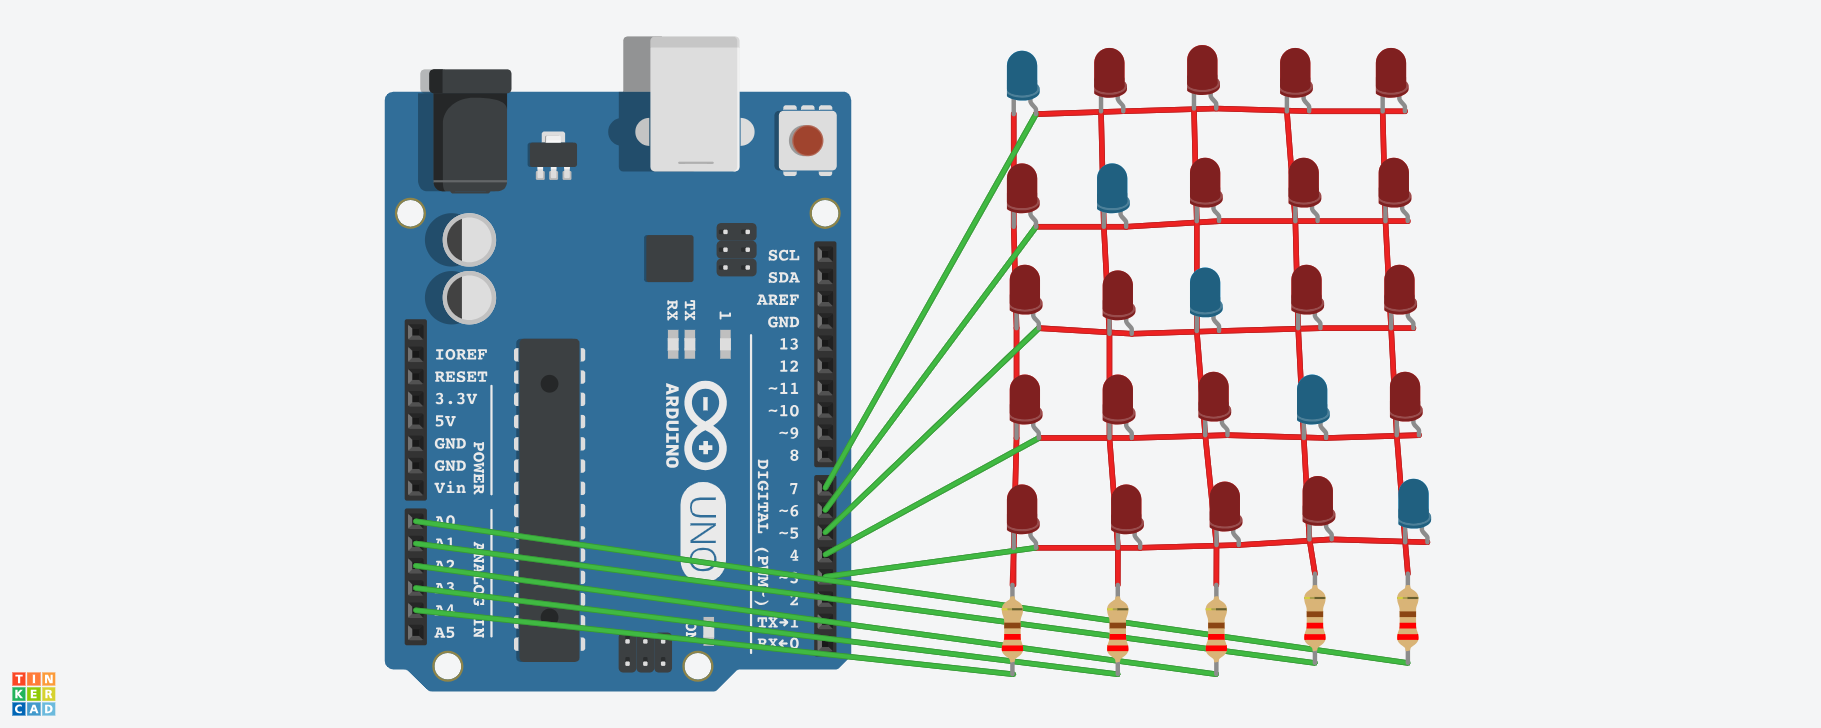 SCL
SDA
AREF
GND
RX
TX
1
13
IOREF
12
RESET
~11
3.3V
~10
5V
~9
GND
8
GND
POWER
Vin
ARDUINO
UNO
DIGITAL (PWM~)
7
~6
~5
4
~3
2
TX→1
RX←0
A0
A1
A2
A3
A4
A5
ANALOG IN
ON
TIN
KER
CAD